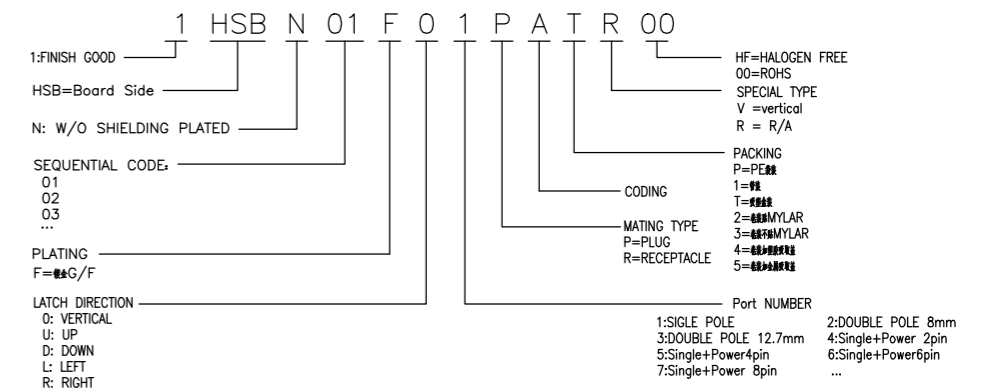 1 HSB N 01 F 0 1 P A T R 00
1:FINISH GOOD
HSB=Board Side
N: W/O SHIELDING PLATED
SEQUENTIAL CODE:
01
02
03
...
PLATING
F=镀金G/F
LATCH DIRECTION
0: VERTICAL
U: UP
D: DOWN
L: LEFT
R: RIGHT
HF=HALOGEN FREE
00=ROHS
SPECIAL TYPE
V =vertical
R = R/A
PACKING
P=PE
1=
T=
2=MYLAR
3=MYLAR
4=
5=
CODING
MATING TYPE
P=PLUG
R=RECEPTACLE
Port NUMBER
1:SIGLE POLE 2:DOUBLE POLE 8mm
3:DOUBLE POLE 12.7mm 4:Single+Power 2pin
5:Single+Power4pin 6:Single+Power6pin
7:Single+Power 8pin ...